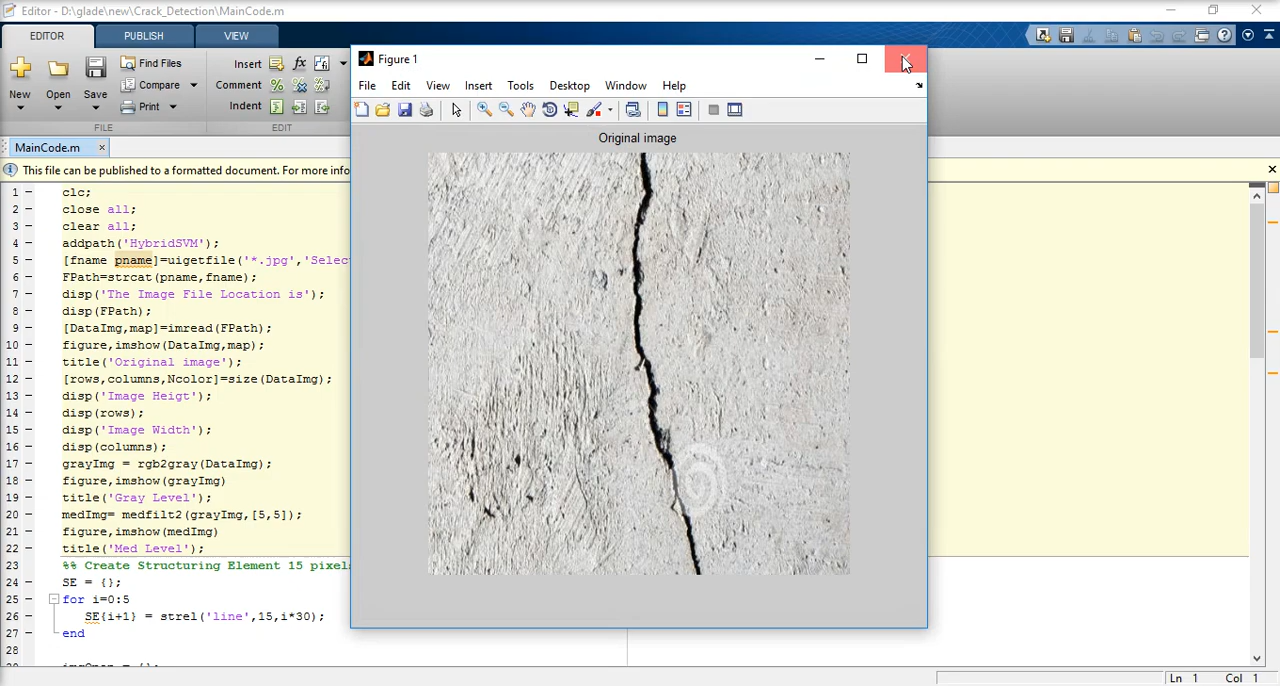 Editor - D:\glade\new\Crack_Detection\MainCode.m
EDITOR PUBLISH VIEW
New Open Save Find Files Compare Print
Insert fx
Comment %
Indent
FILE EDIT
MainCode.m
This file can be published to a formatted document. For more info
1 clc;
2 close all;
3 clear all;
4 addpath('HybridSVM');
5 [fname pname]=uigetfile('*.jpg','Selec
6 FPath=strcat(pname,fname);
7 disp('The Image File Location is');
8 disp(FPath);
9 [DataImg,map]=imread(FPath);
10 figure,imshow(DataImg,map);
11 title('Original image');
12 [rows,columns,Ncolor]=size(DataImg);
13 disp('Image Heigt');
14 disp(rows);
15 disp('Image Width');
16 disp(columns);
17 grayImg = rgb2gray(DataImg);
18 figure,imshow(grayImg)
19 title('Gray Level');
20 medImg= medfilt2(grayImg,[5,5]);
21 figure,imshow(medImg)
22 title('Med Level');
23 %% Create Structuring Element 15 pixels
24 SE = {};
25 for i=0:5
26 SE{i+1} = strel('line',15,i*30);
27 end
28
Figure 1
File Edit View Insert Tools Desktop Window Help
Original image
Ln 1 Col 1